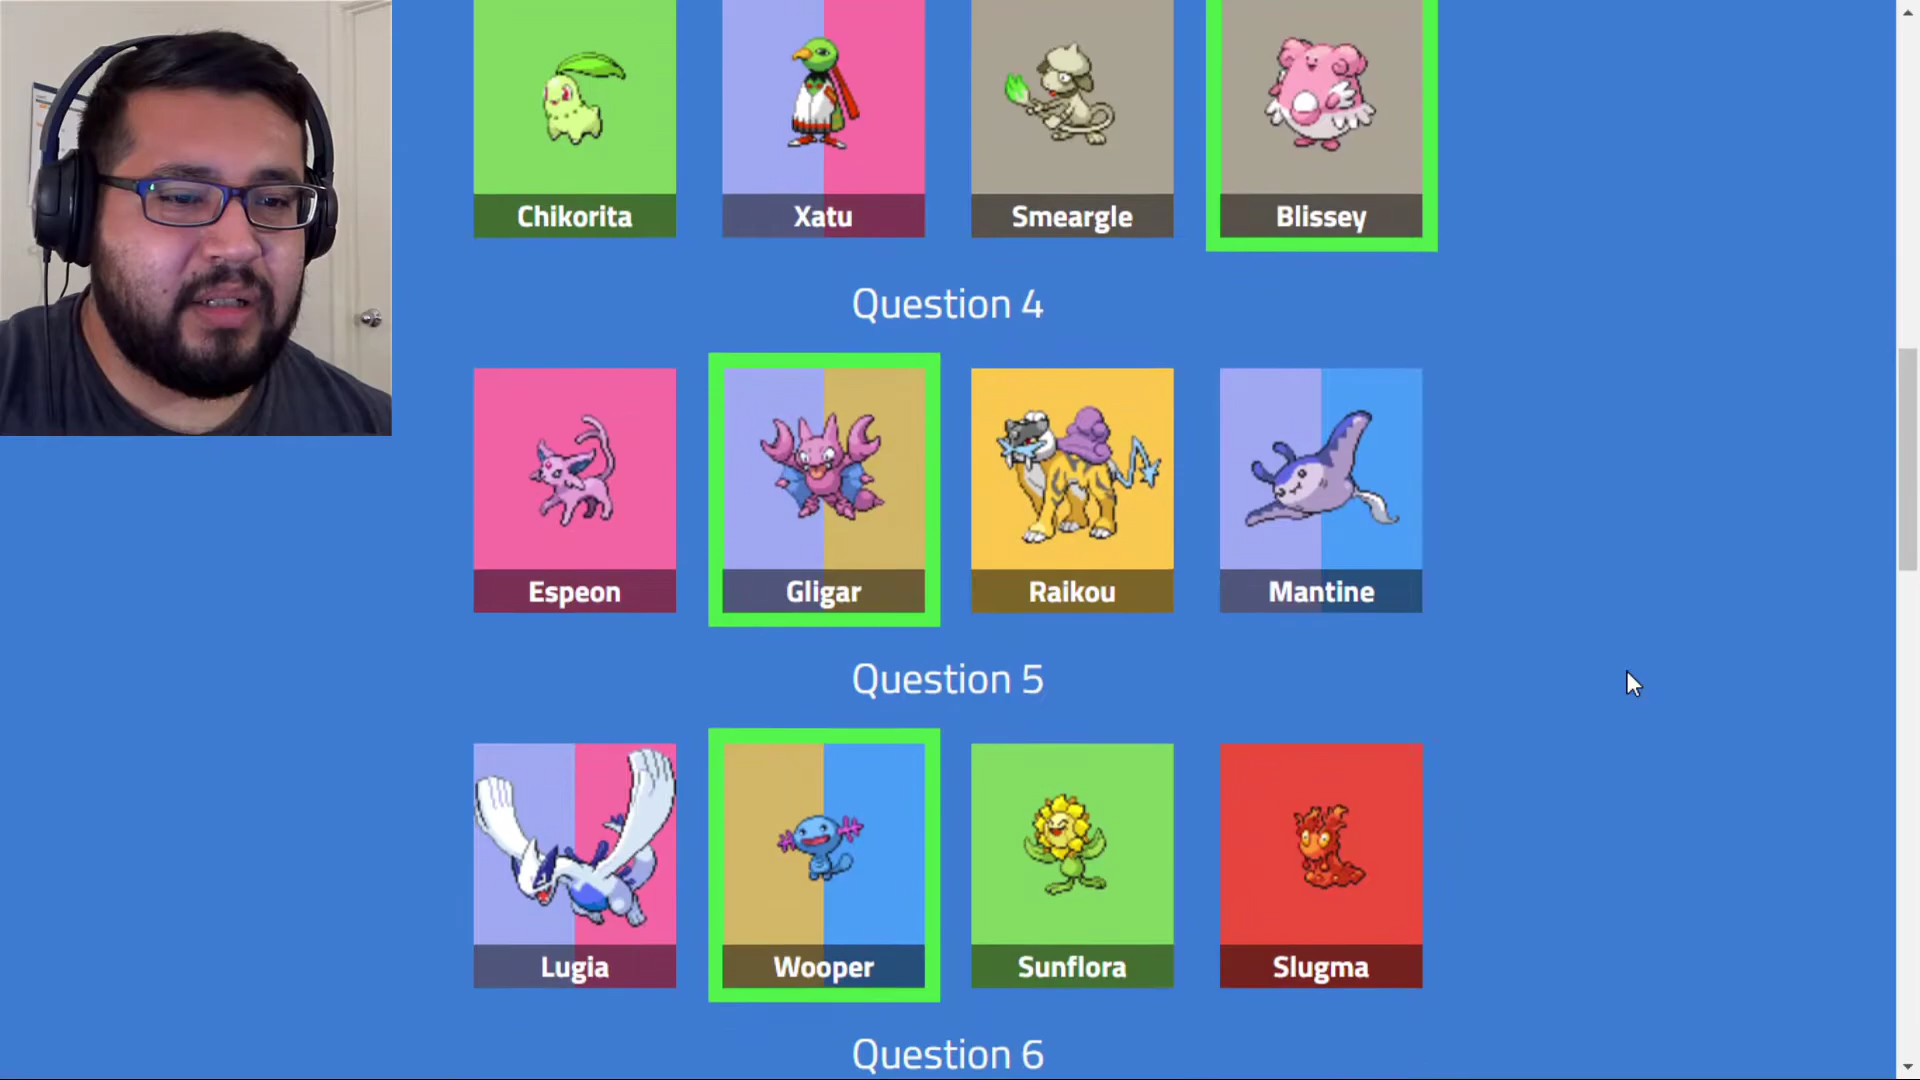 Chikorita Xatu Smeargle Blissey
Question 4
Espeon Gligar Raikou Mantine
Question 5
Lugia Wooper Sunflora Slugma
Question 6